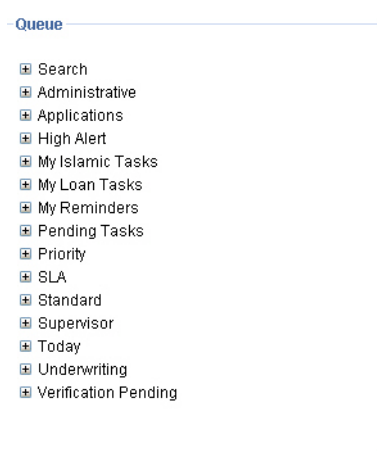 Queue
Search
Administrative
Applications
High Alert
My Islamic Tasks
My Loan Tasks
My Reminders
Pending Tasks
Priority
SLA
Standard
Supervisor
Today
Underwriting
Verification Pending